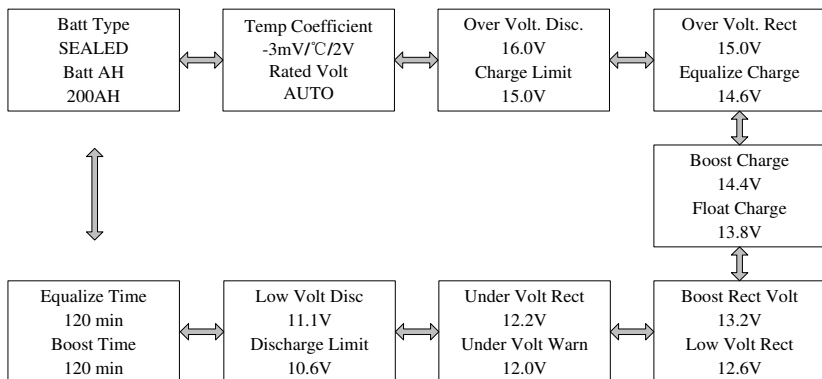 Batt Type
SEALED
Batt AH
200AH
Temp Coefficient
-3mV/℃/2V
Rated Volt
AUTO
Over Volt. Disc.
16.0V
Charge Limit
15.0V
Over Volt. Rect
15.0V
Equalize Charge
14.6V
Boost Charge
14.4V
Float Charge
13.8V
Equalize Time
120 min
Boost Time
120 min
Low Volt Disc
11.1V
Discharge Limit
10.6V
Under Volt Rect
12.2V
Under Volt Warn
12.0V
Boost Rect Volt
13.2V
Low Volt Rect
12.6V